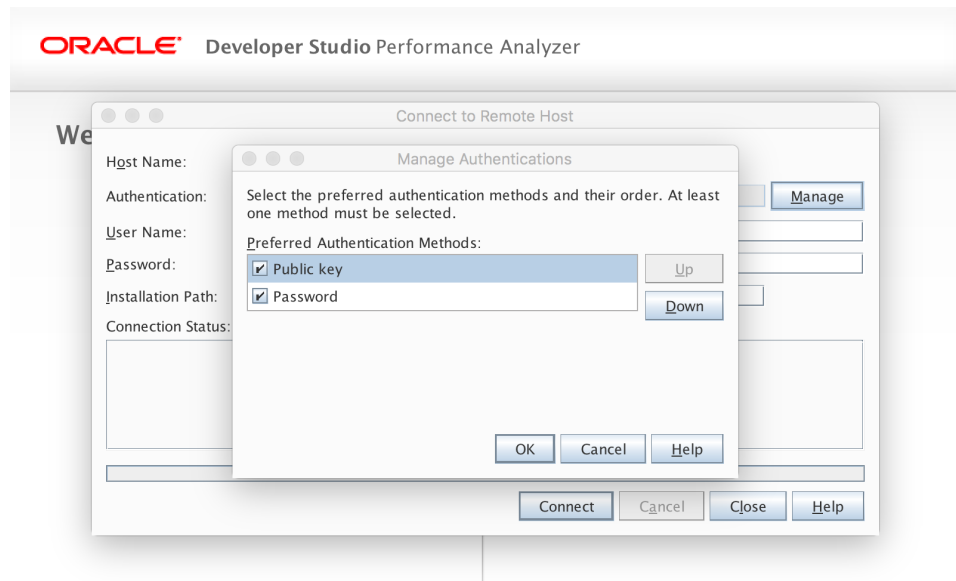 ORACLE Developer Studio Performance Analyzer
We
Connect to Remote Host
Host Name:
Authentication:
Manage
User Name:
Password:
Installation Path:
Connection Status:
Manage Authentications
Select the preferred authentication methods and their order. At least
one method must be selected.
Preferred Authentication Methods:
Public key
Password
Up
Down
OK Cancel Help
Connect Cancel Close Help